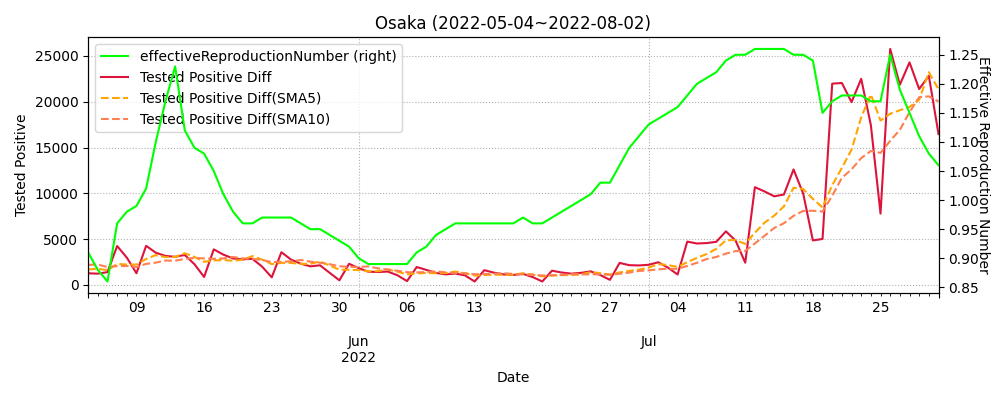 Osaka (2022-05-04~2022-08-02)
effectiveReproductionNumber (right)
Tested Positive Diff
Tested Positive Diff(SMA5)
Tested Positive Diff(SMA10)
Tested Positive
25000
20000
15000
10000
5000
0
Effective Reproduction Number
1.25
1.20
1.15
1.10
1.05
1.00
0.95
0.90
0.85
09 16 23 30 06 13 20 27 04 11 18 25
Jun Jul
2022
Date